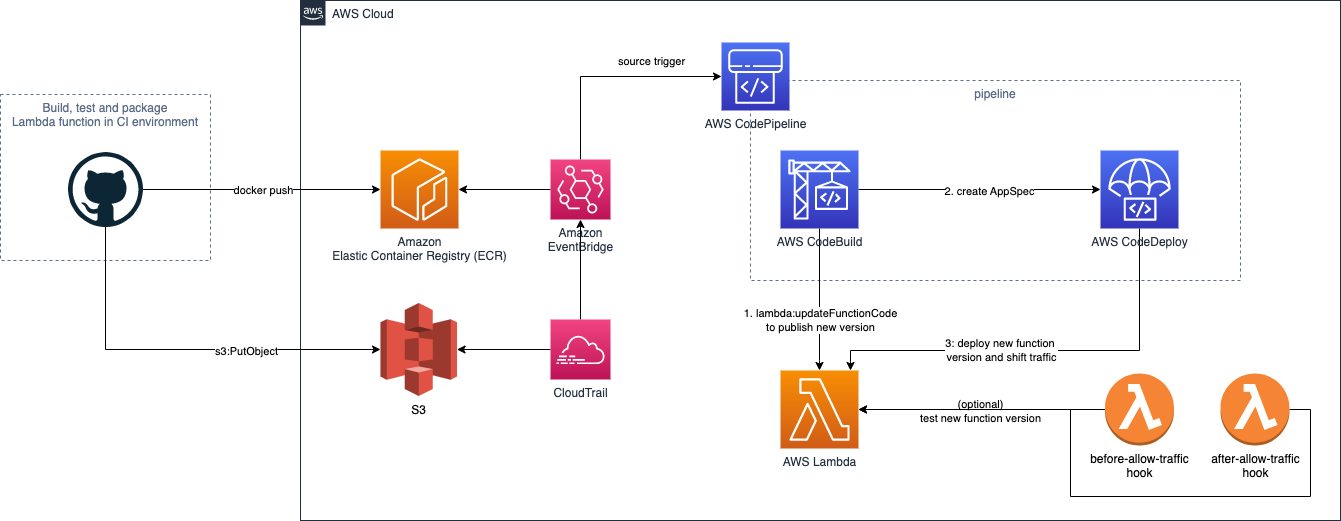 aws
AWS Cloud
Build, test and package
Lambda function in CI environment
source trigger
AWS CodePipeline
pipeline
docker push
Amazon
Elastic Container Registry (ECR)
Amazon
EventBridge
AWS CodeBuild
2. create AppSpec
AWS CodeDeploy
s3:PutObject
S3
CloudTrail
1. lambda:updateFunctionCode
to publish new version
3: deploy new function
version and shift traffic
AWS Lambda
(optional)
test new function version
before-allow-traffic
hook
after-allow-traffic
hook